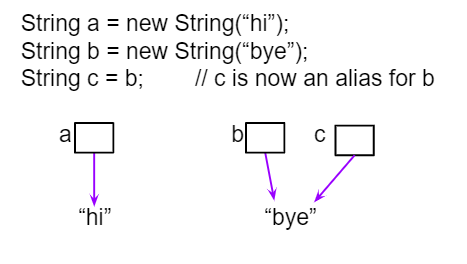 String a = new String(“hi”);
String b = new String(“bye”);
String c = b; // c is now an alias for b
a b c
“hi” “bye”